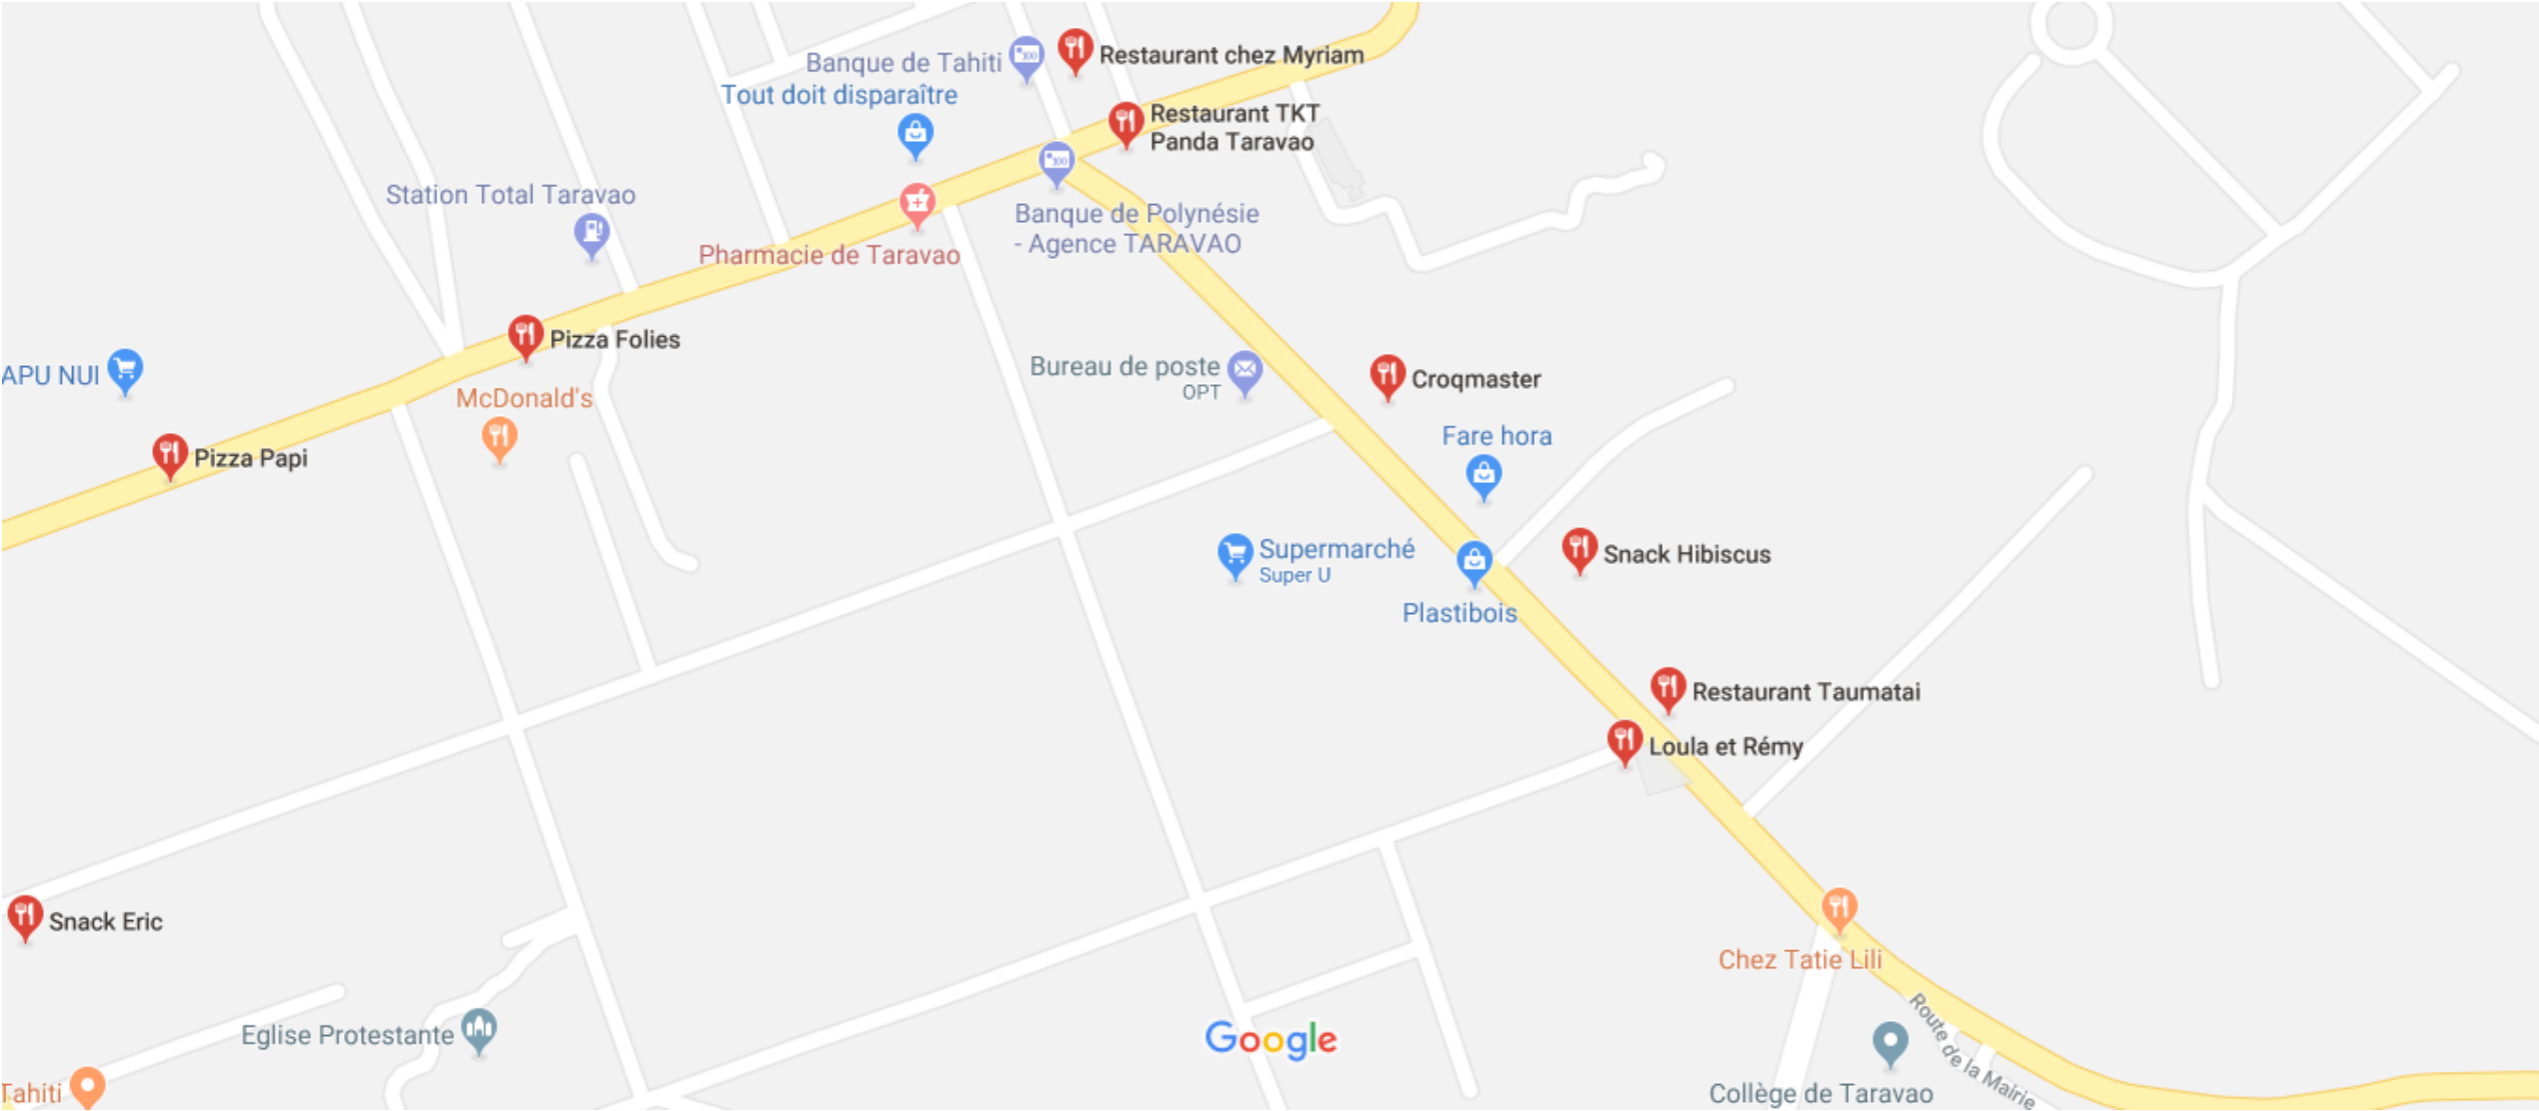 Banque de Tahiti
Restaurant chez Myriam
Tout doit disparaître
Restaurant TKT
Panda Taravao
Station Total Taravao
Banque de Polynésie
- Agence TARAVAO
Pharmacie de Taravao
Pizza Folies
Bureau de poste
OPT
APU NUI
Croqmaster
McDonald's
Fare hora
Pizza Papi
Supermarché
Super U
Snack Hibiscus
Plastibois
Restaurant Taumatai
Loula et Rémy
Snack Eric
Chez Tatie Lili
Route de la Mairie
Eglise Protestante
Google
Tahiti
Collège de Taravao